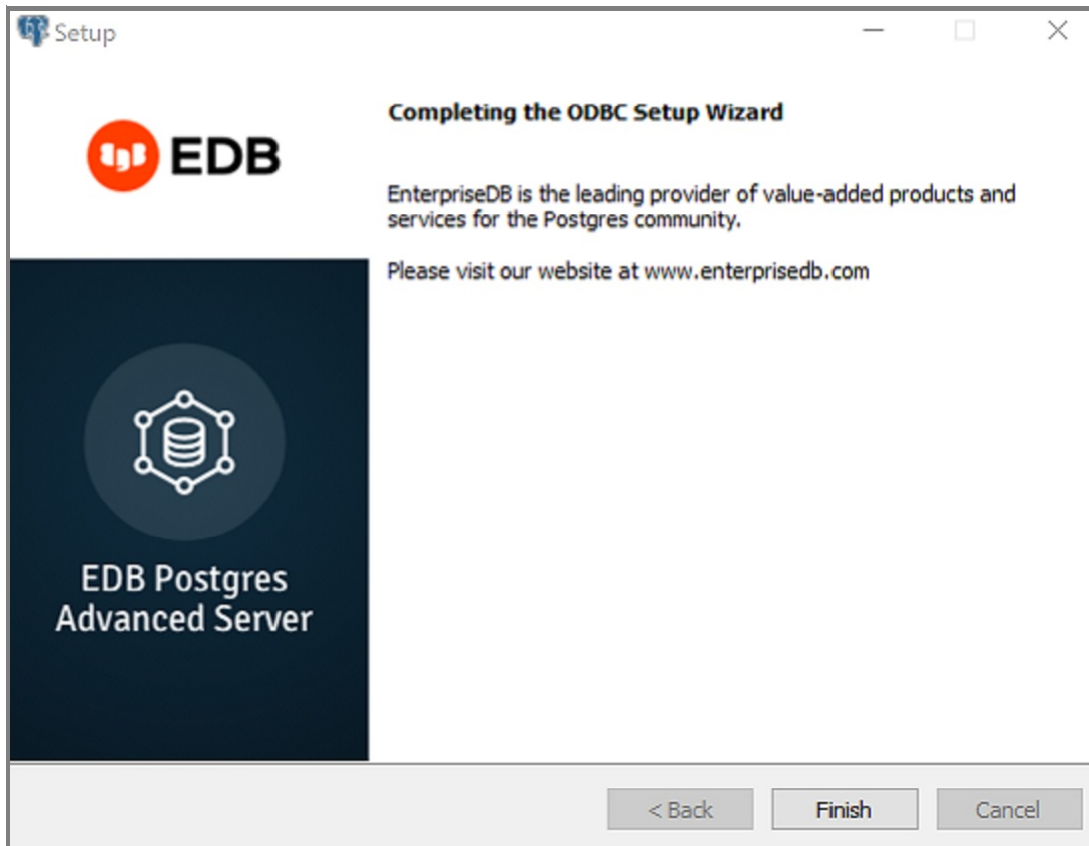 Setup
EDB
Completing the ODBC Setup Wizard
EnterpriseDB is the leading provider of value-added products and
services for the Postgres community.
Please visit our website at www.enterprisedb.com
EDB Postgres
Advanced Server
< Back
Finish
Cancel